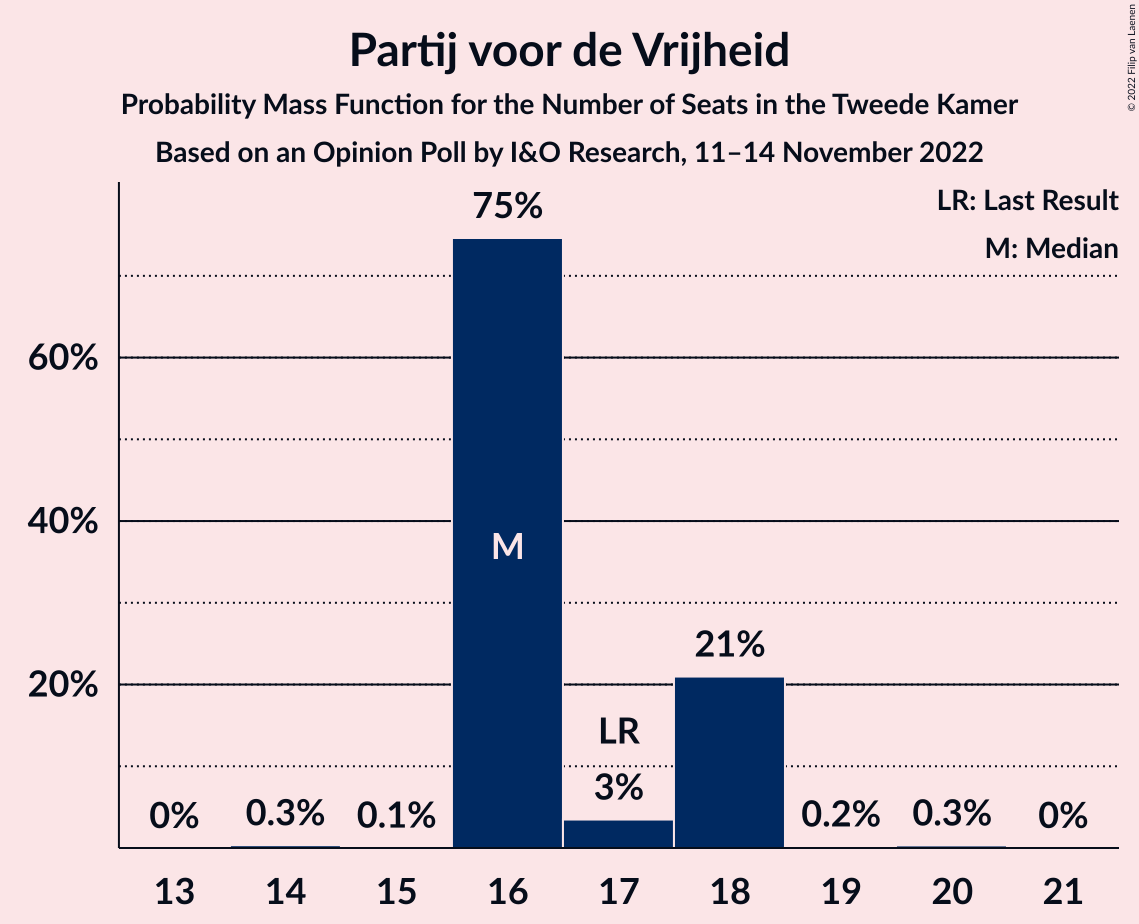 Partij voor de Vrijheid
Probability Mass Function for the Number of Seats in the Tweede Kamer
Based on an Opinion Poll by I&O Research, 11–14 November 2022
© 2022 Filip van Laenen
LR: Last Result
M: Median
75%
60%
40%
M
21%
20%
LR
3%
0% 0.3% 0.1% 0.2% 0.3% 0%
13 14 15 16 17 18 19 20 21